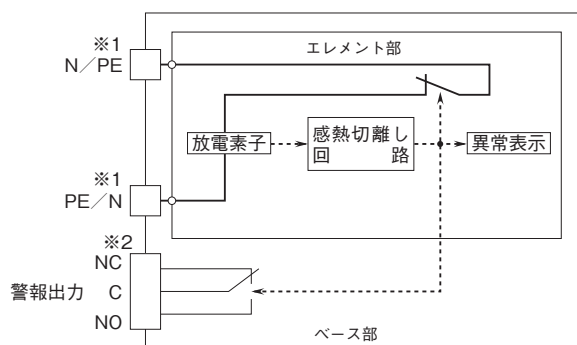 ※1
N／PE
エレメント部
放電素子
感熱切離し
回　　路
異常表示
※1
PE／N
※2
NC
警報出力
C
NO
ベース部